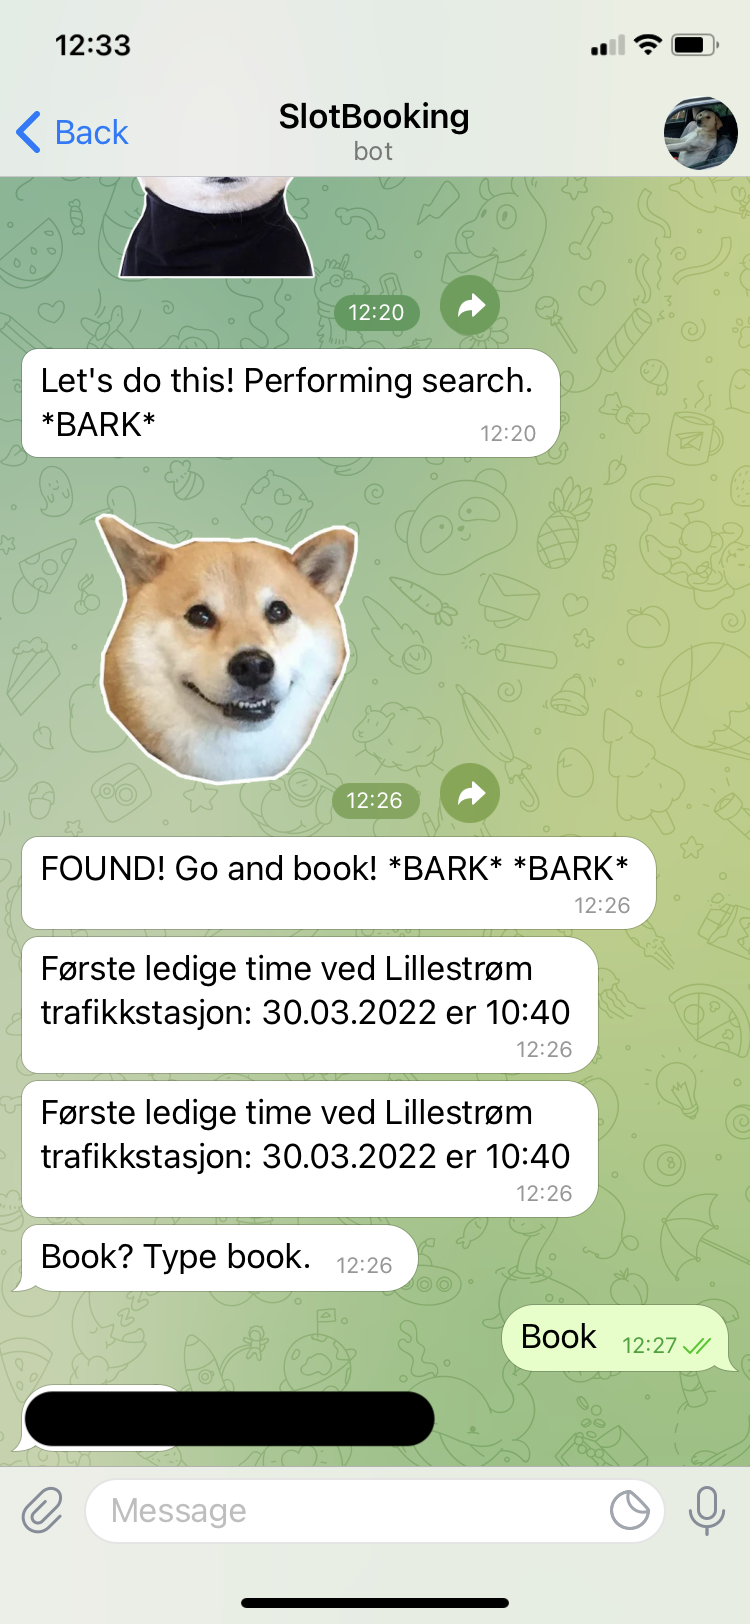 12:33
Back
SlotBooking
bot
12:20
Let's do this! Performing search.
*BARK*
12:20
12:26
FOUND! Go and book! *BARK* *BARK*
12:26
Første ledige time ved Lillestrøm
trafikkstasjon: 30.03.2022 er 10:40
12:26
Første ledige time ved Lillestrøm
trafikkstasjon: 30.03.2022 er 10:40
12:26
Book? Type book.
12:26
Book
12:27
Message